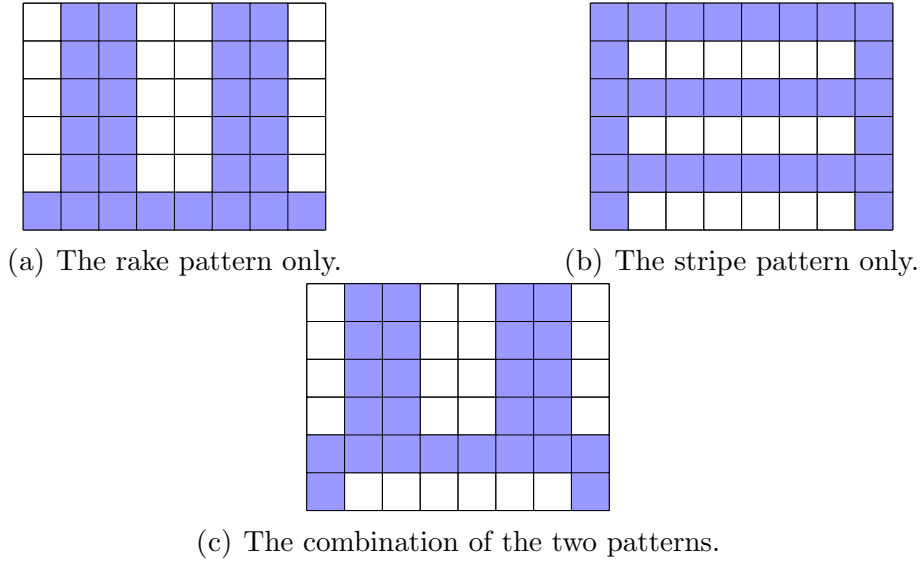 (a) The rake pattern only.
(b) The stripe pattern only.
(c) The combination of the two patterns.